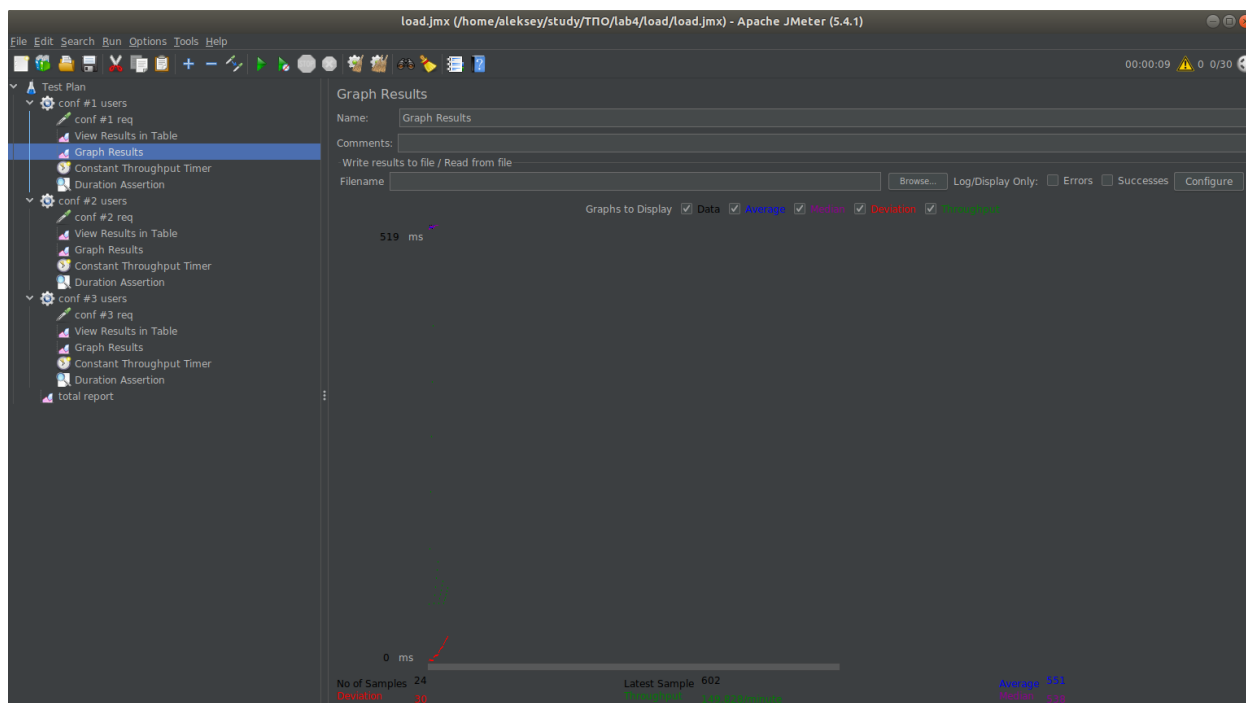 load.jmx (/home/aleksey/study/ТПО/lab4/load/load.jmx) - Apache JMeter (5.4.1)
File Edit Search Run Options Tools Help
00:00:09 0 0/30
Test Plan
conf #1 users
conf #1 req
View Results in Table
Graph Results
Constant Throughput Timer
Duration Assertion
conf #2 users
conf #2 req
View Results in Table
Graph Results
Constant Throughput Timer
Duration Assertion
conf #3 users
conf #3 req
View Results in Table
Graph Results
Constant Throughput Timer
Duration Assertion
total report
Graph Results
Name: Graph Results
Comments:
Write results to file / Read from file
Filename Browse... Log/Display Only: Errors Successes Configure
Graphs to Display Data Average Median Deviation Throughput
519 ms
0 ms
No of Samples 24 Latest Sample 602 Average 551
Deviation 30 Throughput